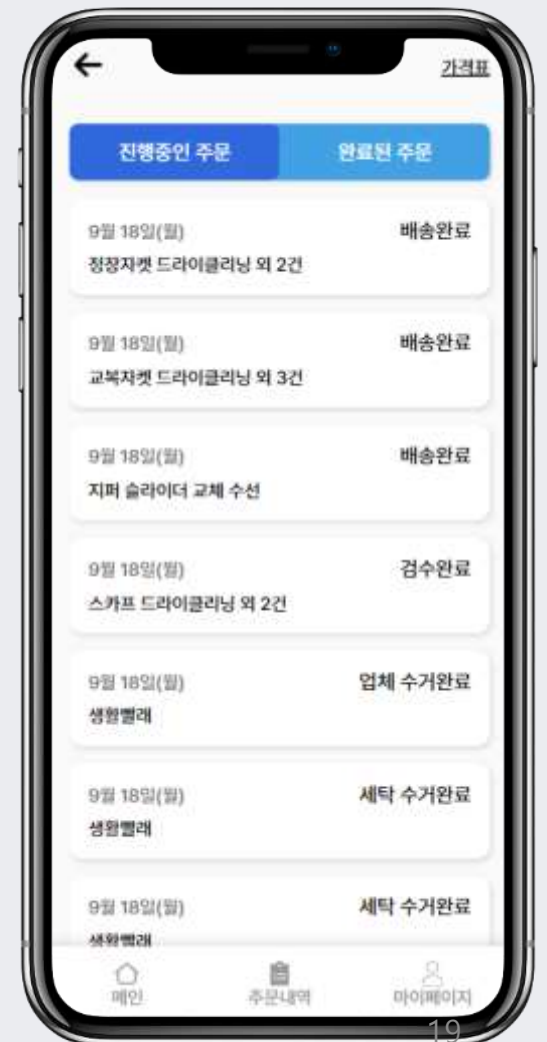 가격표
진행중인 주문
완료된 주문
9월 18일(월)
배송완료
정장자켓 드라이클리닝 외 2건
9월 18일(월)
배송완료
교복자켓 드라이클리닝 외 3건
9월 18일(월)
배송완료
지퍼 슬라이더 교체 수선
9월 18일(월)
검수완료
스카프 드라이클리닝 외 2건
9월 18일(월)
업체 수거완료
생활빨래
9월 18일(월)
세탁 수거완료
생활빨래
9월 18일(월)
세탁 수거완료
생활빨래
메인
주문내역
마이페이지
19